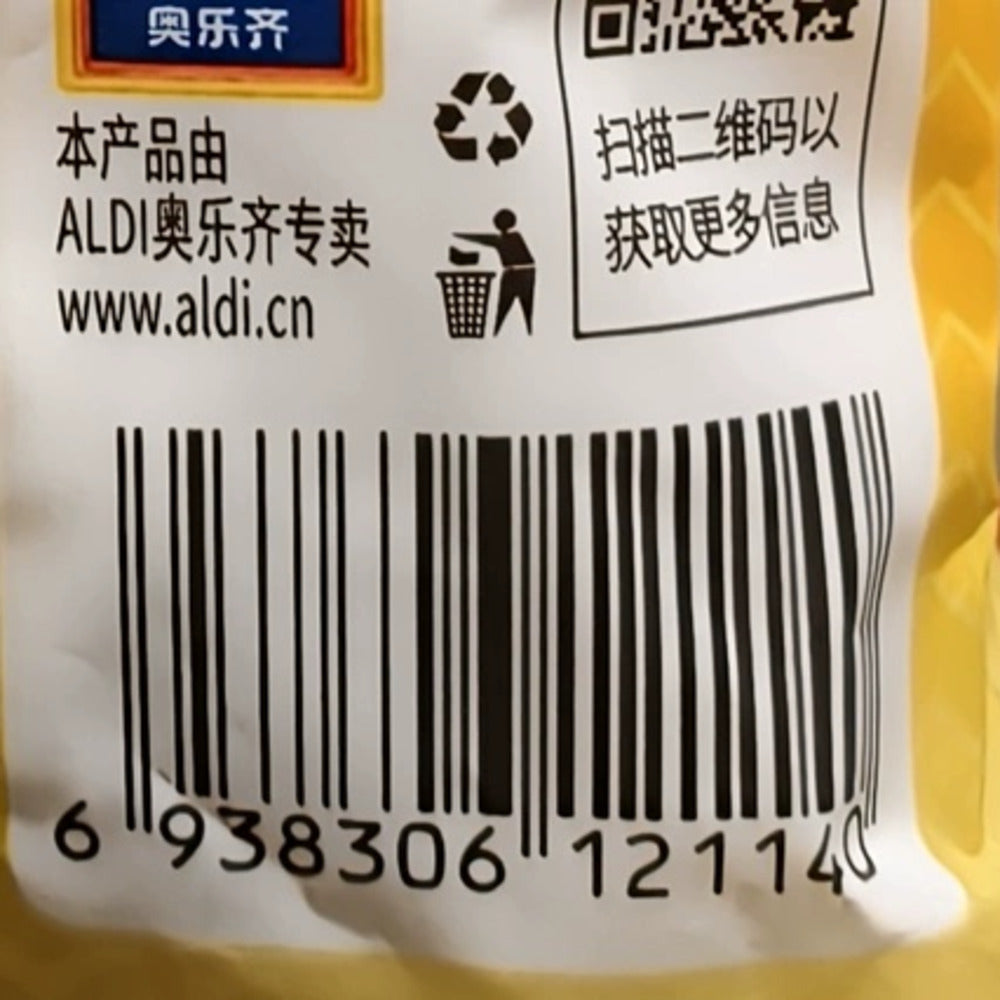 奥乐齐
本产品由
ALDI奥乐齐专卖
www.aldi.cn
扫描二维码以
获取更多信息
6 938306 121140